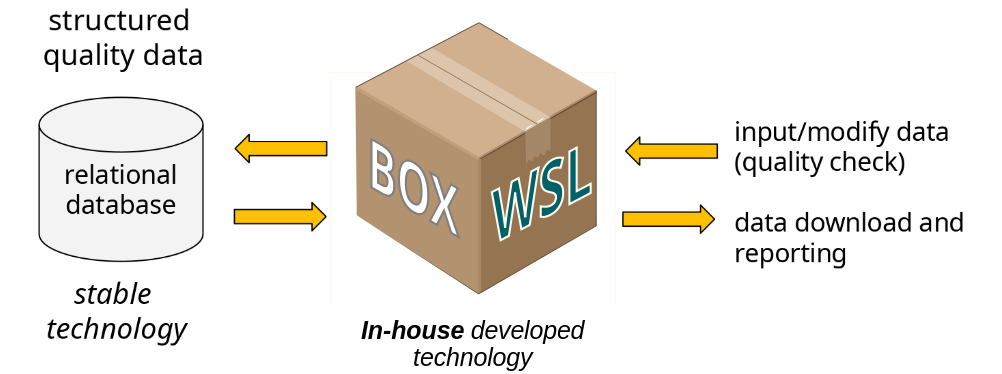 structured
quality data
relational
database
stable
technology
BOX
WSL
In-house developed
technology
input/modify data
(quality check)
data download and
reporting